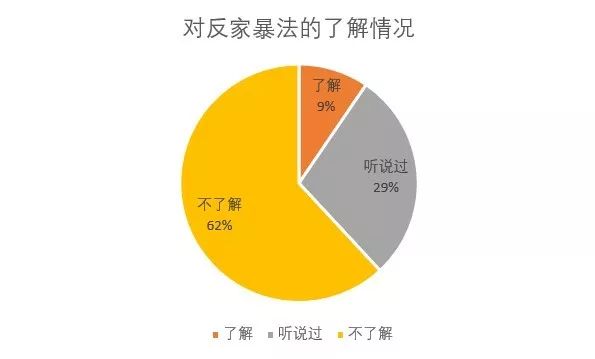 对反家暴法的了解情况
了解
9%
听说过
29%
不了解
62%
了解 听说过 不了解